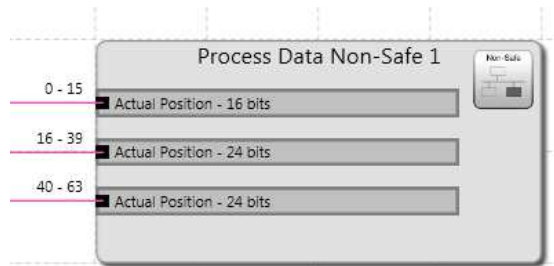 Process Data Non-Safe 1
Non-Safe
0 - 15
Actual Position - 16 bits
16 - 39
Actual Position - 24 bits
40 - 63
Actual Position - 24 bits